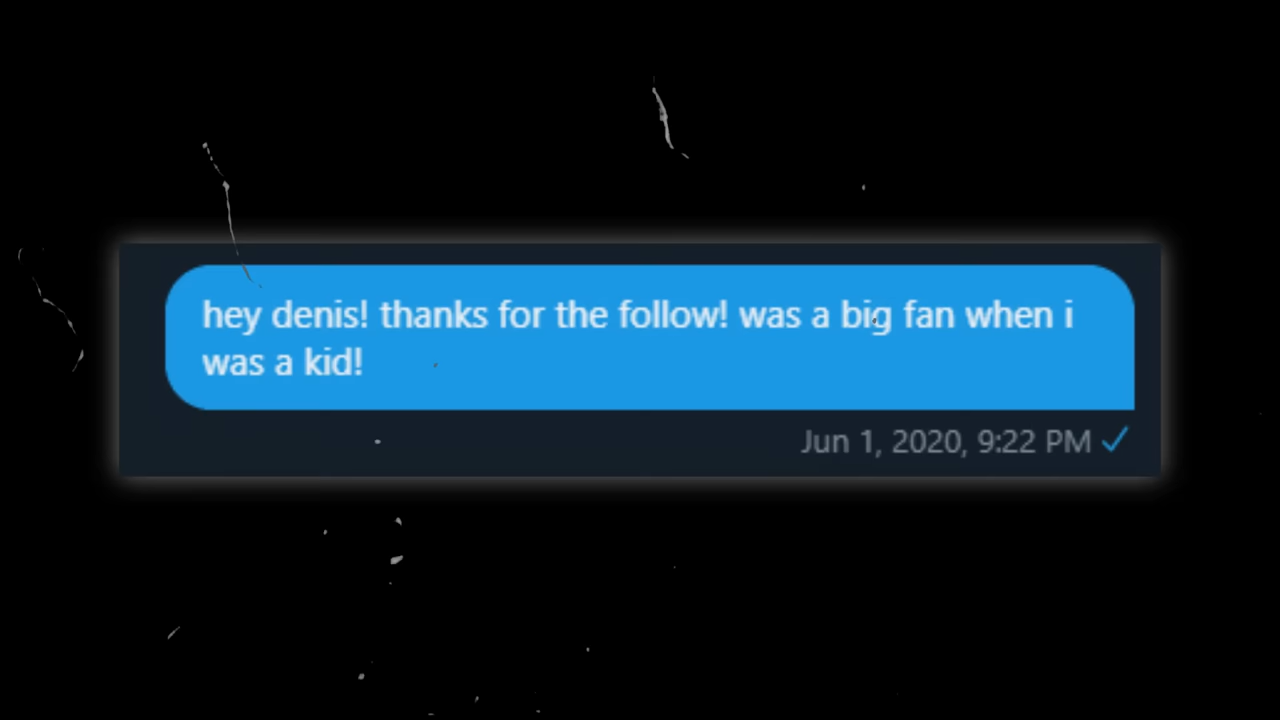 hey denis! thanks for the follow! was a big fan when i
was a kid!
Jun 1, 2020, 9:22 PM ✓